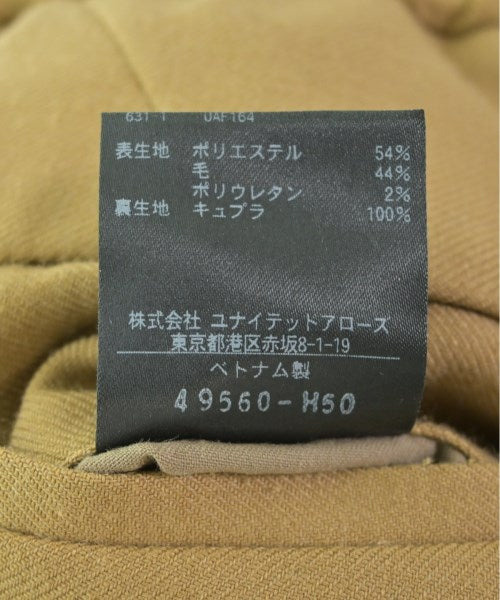 UAF164
表生地 ポリエステル 54%
毛 44%
ポリウレタン 2%
裏生地 キュプラ 100%
株式会社 ユナイテットアローズ
東京都港区赤坂8-1-19
ベトナム製
49560-H50